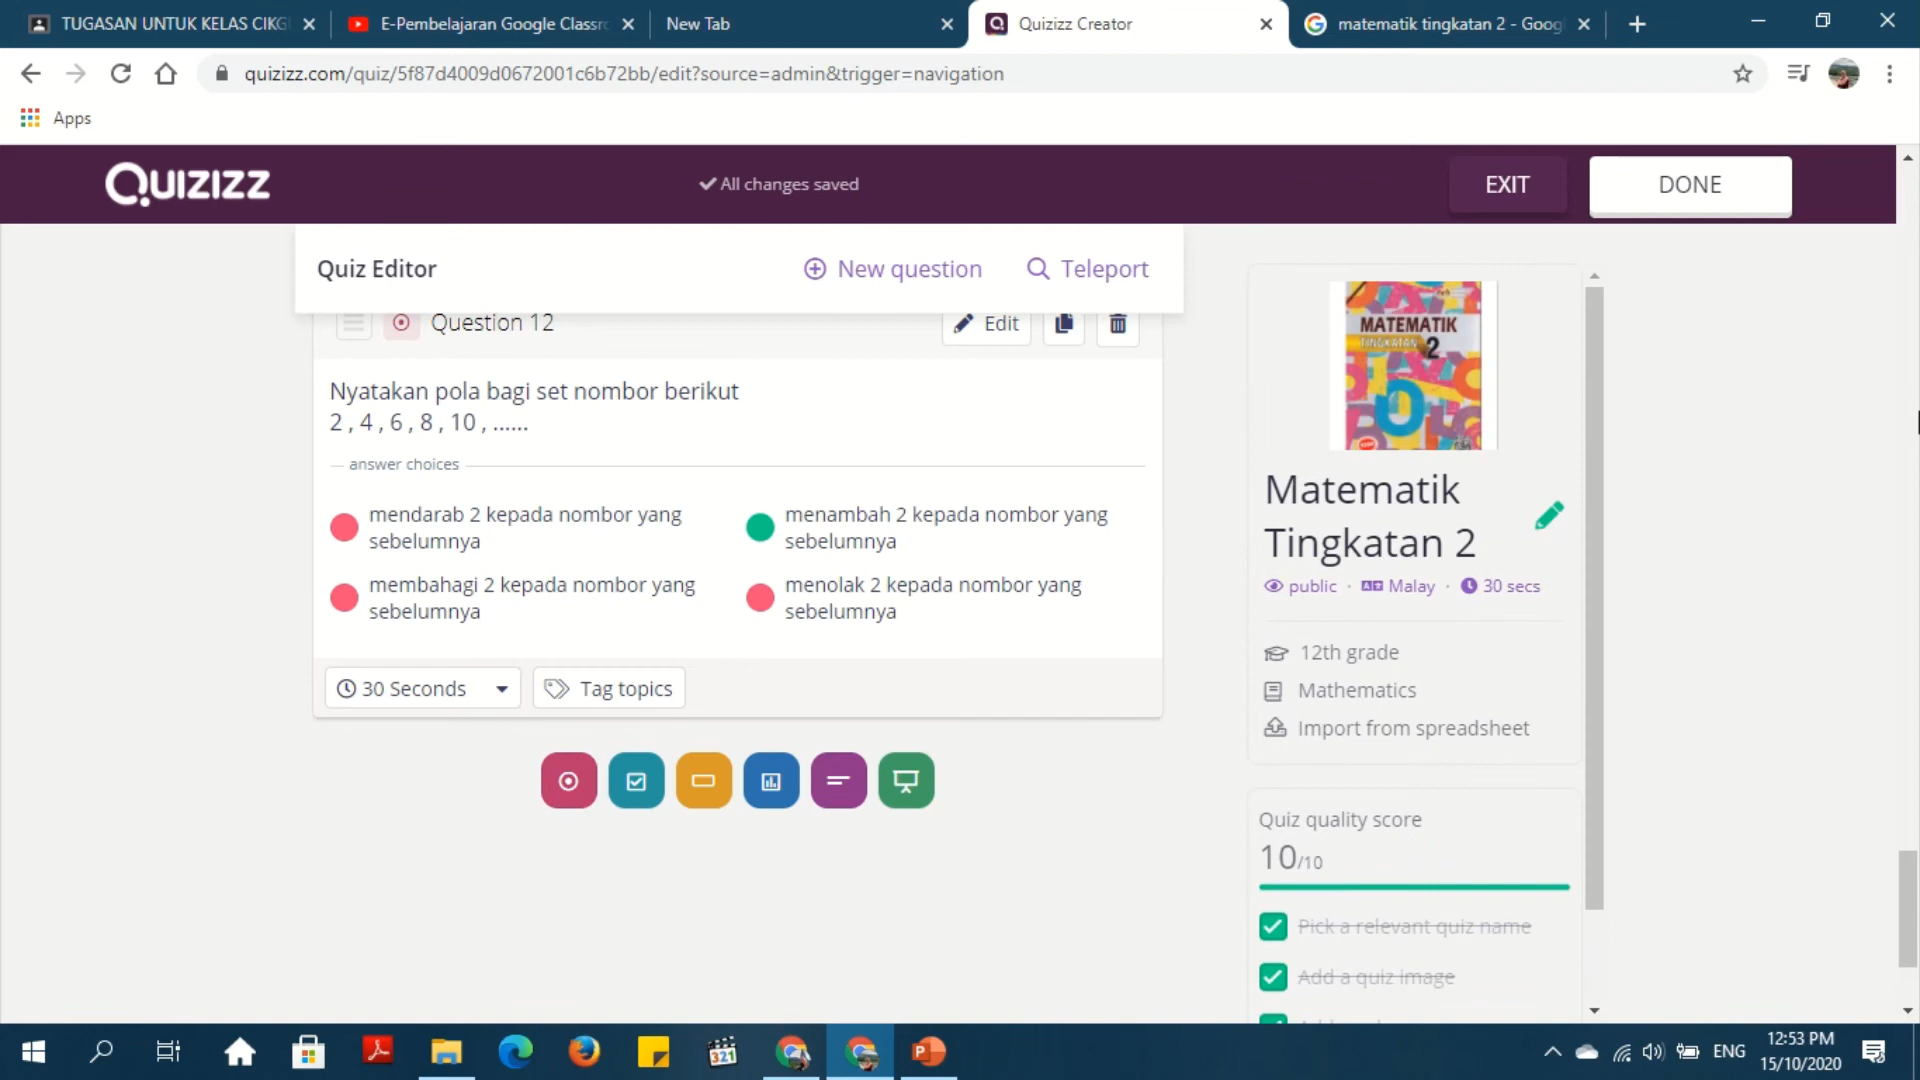 TUGASAN UNTUK KELAS CIKG
E-Pembelajaran Google Classr
New Tab
Quizizz Creator
matematik tingkatan 2 - Goog
quizizz.com/quiz/5f87d4009d0672001c6b72bb/edit?source=admin&trigger=navigation
Apps
QUIZIZZ
All changes saved
EXIT
DONE
Quiz Editor
New question
Teleport
Question 12
Edit
Nyatakan pola bagi set nombor berikut
2 , 4 , 6 , 8 , 10 , ......
answer choices
mendarab 2 kepada nombor yang
sebelumnya
menambah 2 kepada nombor yang
sebelumnya
membahagi 2 kepada nombor yang
sebelumnya
menolak 2 kepada nombor yang
sebelumnya
30 Seconds
Tag topics
MATEMATIK
TINGKATAN 2
Matematik
Tingkatan 2
public · Malay · 30 secs
12th grade
Mathematics
Import from spreadsheet
Quiz quality score
10/10
Pick a relevant quiz name
Add a quiz image
321
ENG
12:53 PM
15/10/2020